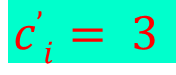 c'ᵢ = 3